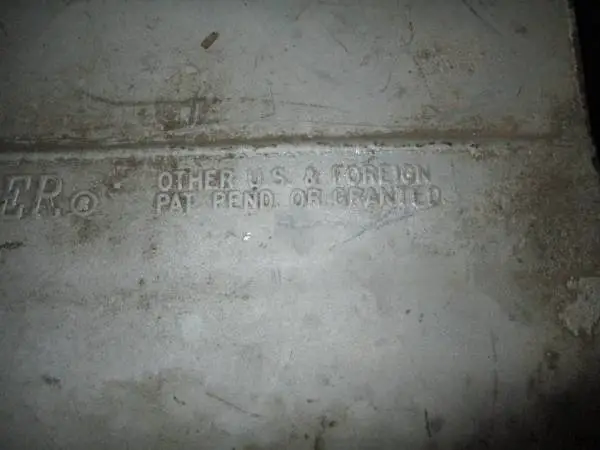 ER®
OTHER U.S. & FOREIGN
PAT. PEND. OR GRANTED